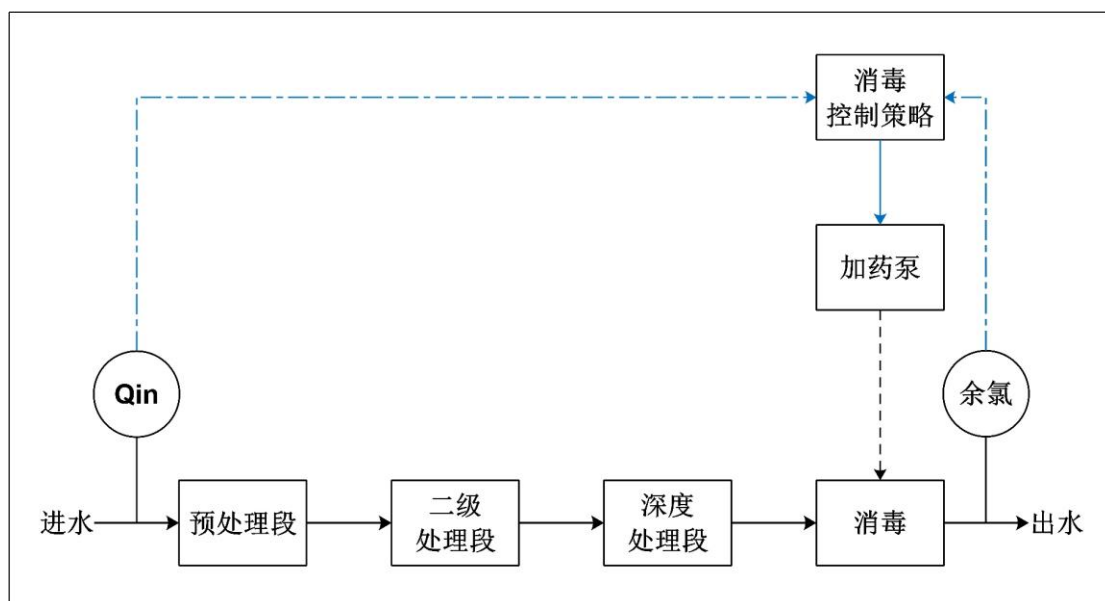 消毒
控制策略
加药泵
Qin
余氯
进水
预处理段
二级
处理段
深度
处理段
消毒
出水